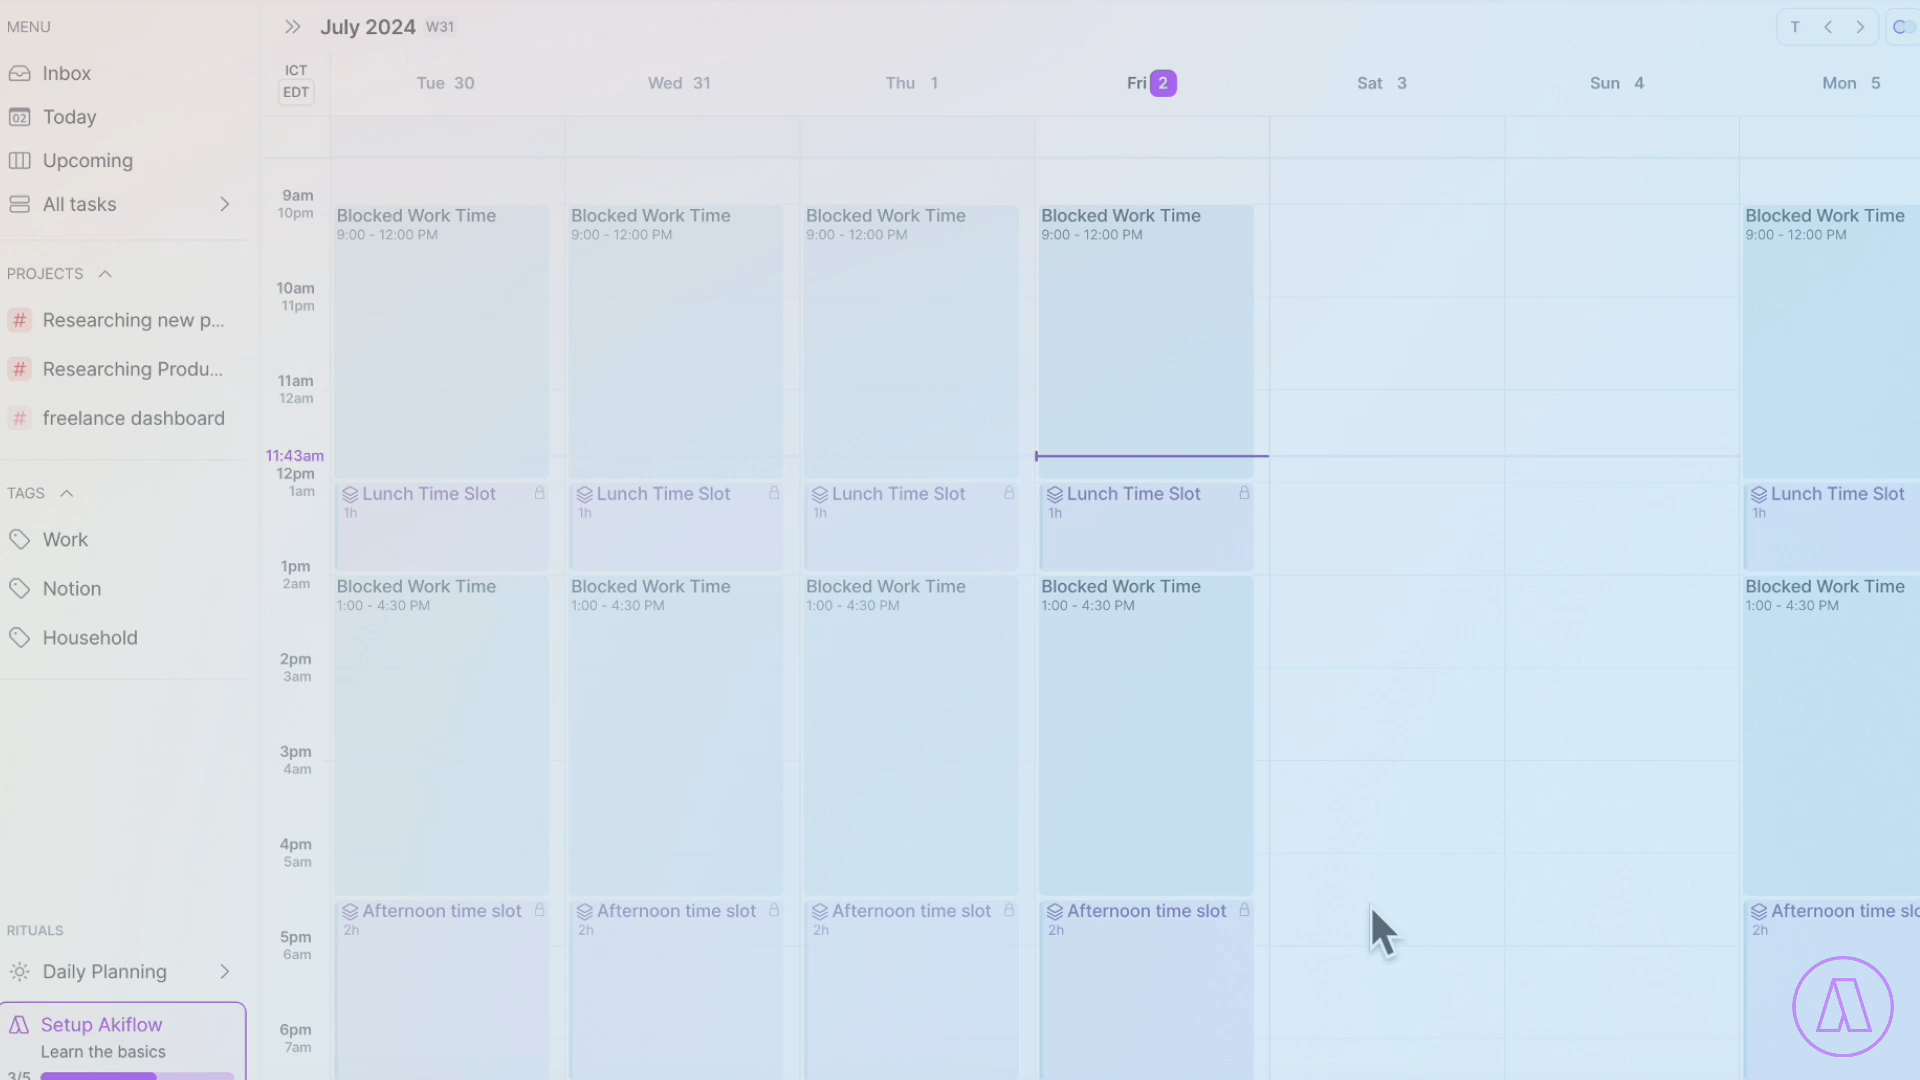 MENU
Inbox
02
Today
Upcoming
All tasks
PROJECTS
# Researching new p...
# Researching Produ...
# freelance dashboard
TAGS
Work
Notion
Household
RITUALS
Daily Planning
Setup Akiflow
Learn the basics
3/5
July 2024 W31
T
ICT
EDT
Tue 30
Wed 31
Thu 1
Fri 2
Sat 3
Sun 4
Mon 5
9am
10pm
10am
11pm
11am
12am
11:43am
12pm
1am
1pm
2am
2pm
3am
3pm
4am
4pm
5am
5pm
6am
6pm
7am
Blocked Work Time
9:00 - 12:00 PM
Lunch Time Slot
1h
Blocked Work Time
1:00 - 4:30 PM
Afternoon time slot
2h
Blocked Work Time
9:00 - 12:00 PM
Lunch Time Slot
1h
Blocked Work Time
1:00 - 4:30 PM
Afternoon time slot
2h
Blocked Work Time
9:00 - 12:00 PM
Lunch Time Slot
1h
Blocked Work Time
1:00 - 4:30 PM
Afternoon time slot
2h
Blocked Work Time
9:00 - 12:00 PM
Lunch Time Slot
1h
Blocked Work Time
1:00 - 4:30 PM
Afternoon time slot
2h
Blocked Work Time
9:00 - 12:00 PM
Lunch Time Slot
1h
Blocked Work Time
1:00 - 4:30 PM
Afternoon time slo
2h